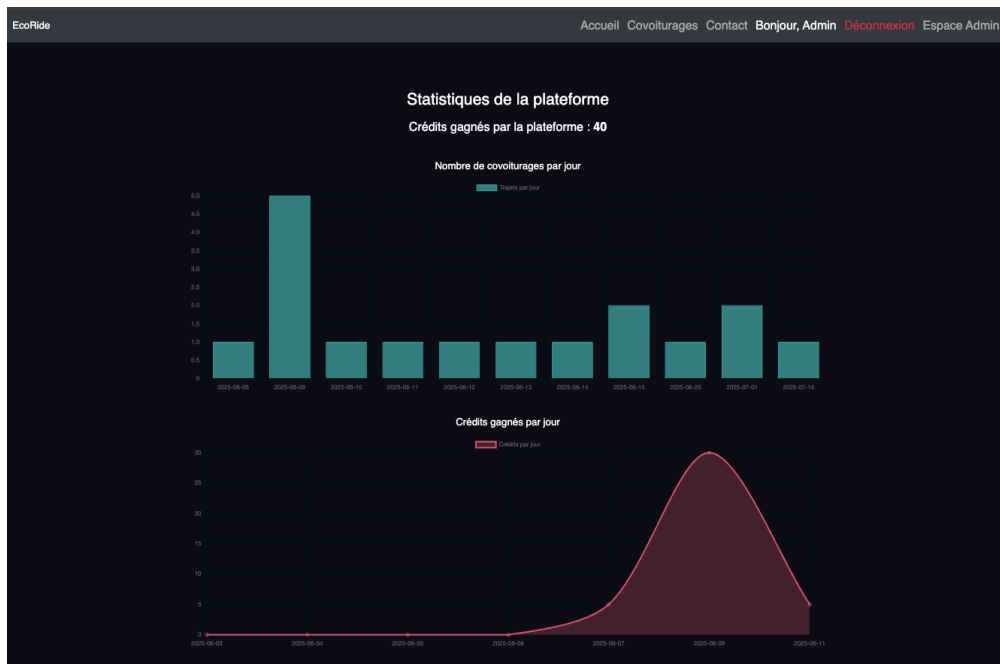 EcoRide Accueil Covoiturages Contact Bonjour, Admin Déconnexion Espace Admin
Statistiques de la plateforme
Crédits gagnés par la plateforme : 40
Nombre de covoiturages par jour
Trajets par jour
5.0
4.5
4.0
3.5
3.0
2.5
2.0
1.5
1.0
0.5
0
2025-06-06 2025-06-09 2025-06-10 2025-06-11 2025-06-12 2025-06-13 2025-06-14 2025-06-15 2025-06-25 2025-07-01 2025-07-14
Crédits gagnés par jour
Crédits par jour
30
25
20
15
10
5
0
2025-06-03 2025-06-04 2025-06-05 2025-06-06 2025-06-07 2025-06-09 2025-06-11